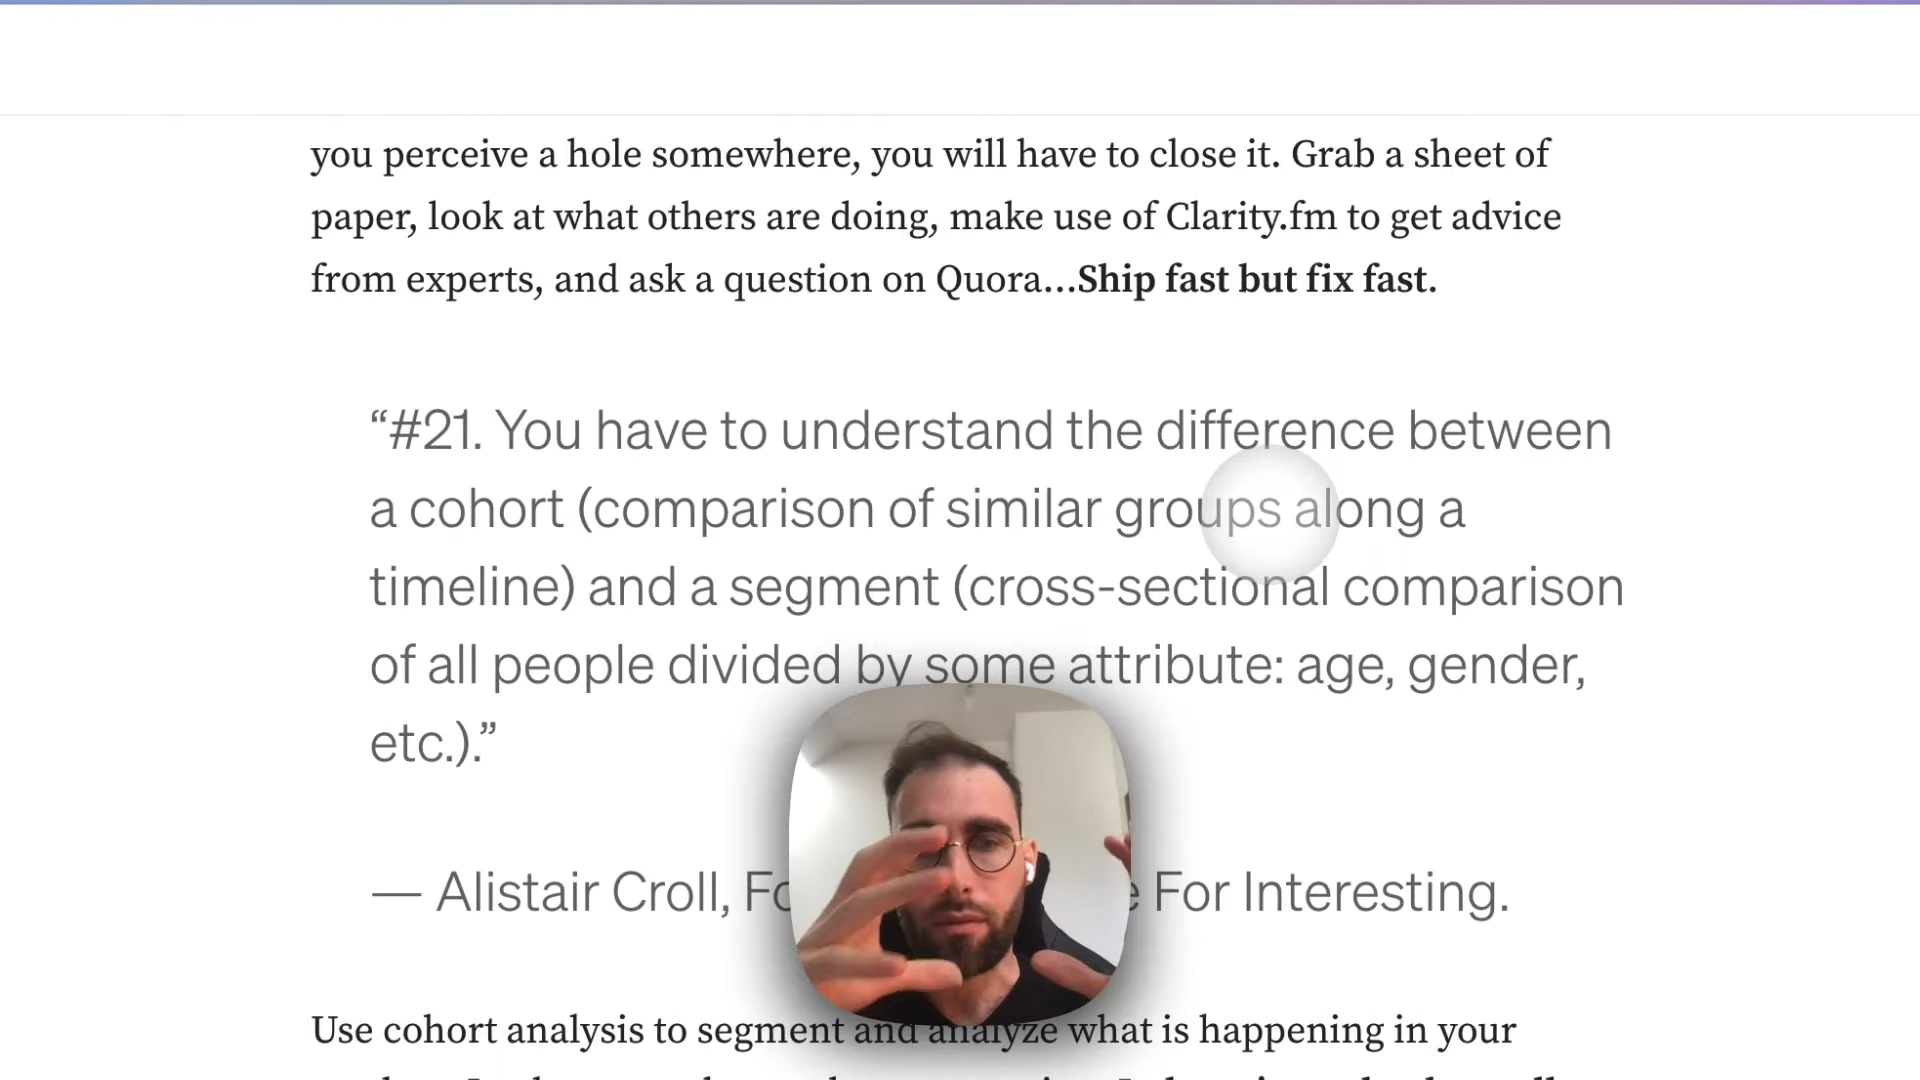 you perceive a hole somewhere, you will have to close it. Grab a sheet of
paper, look at what others are doing, make use of Clarity.fm to get advice
from experts, and ask a question on Quora...Ship fast but fix fast.
“#21. You have to understand the difference between
a cohort (comparison of similar groups along a
timeline) and a segment (cross-sectional comparison
of all people divided by some attribute: age, gender,
etc.).”
— Alistair Croll, For Interesting.
Use cohort analysis to segment and analyze what is happening in your